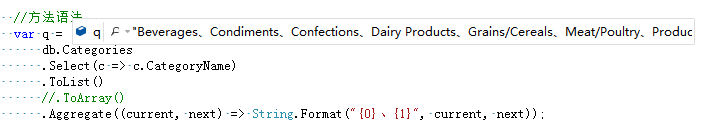 //方法语法
var q =
q "Beverages、Condiments、Confections、Dairy Products、Grains/Cereals、Meat/Poultry、Produc
db.Categories
.Select(c => c.CategoryName)
.ToList()
//.ToArray()
.Aggregate((current, next) => String.Format("{0}、{1}", current, next));